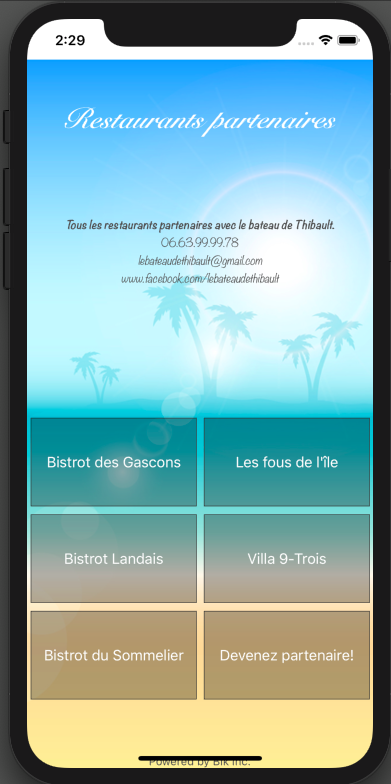 2:29
Restaurants partenaires
Tous les restaurants partenaires avec le bateau de Thibault.
06.63.99.99.78
lebateaudethibault@gmail.com
www.facebook.com/lebateaudethibault
Bistrot des Gascons
Les fous de l'île
Bistrot Landais
Villa 9-Trois
Bistrot du Sommelier
Devenez partenaire!
Powered by Bik Inc.